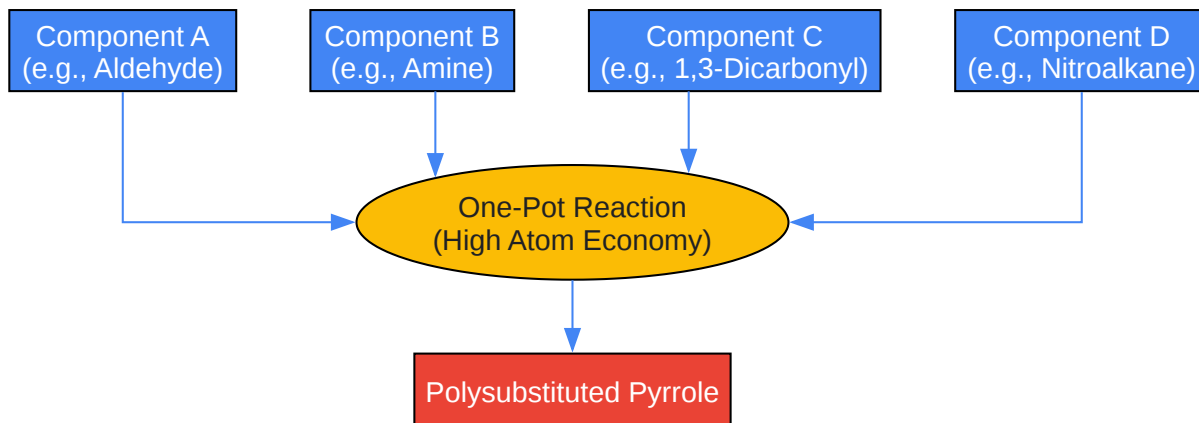 Component A
(e.g., Aldehyde)
Component B
(e.g., Amine)
Component C
(e.g., 1,3-Dicarbonyl)
Component D
(e.g., Nitroalkane)
One-Pot Reaction
(High Atom Economy)
Polysubstituted Pyrrole